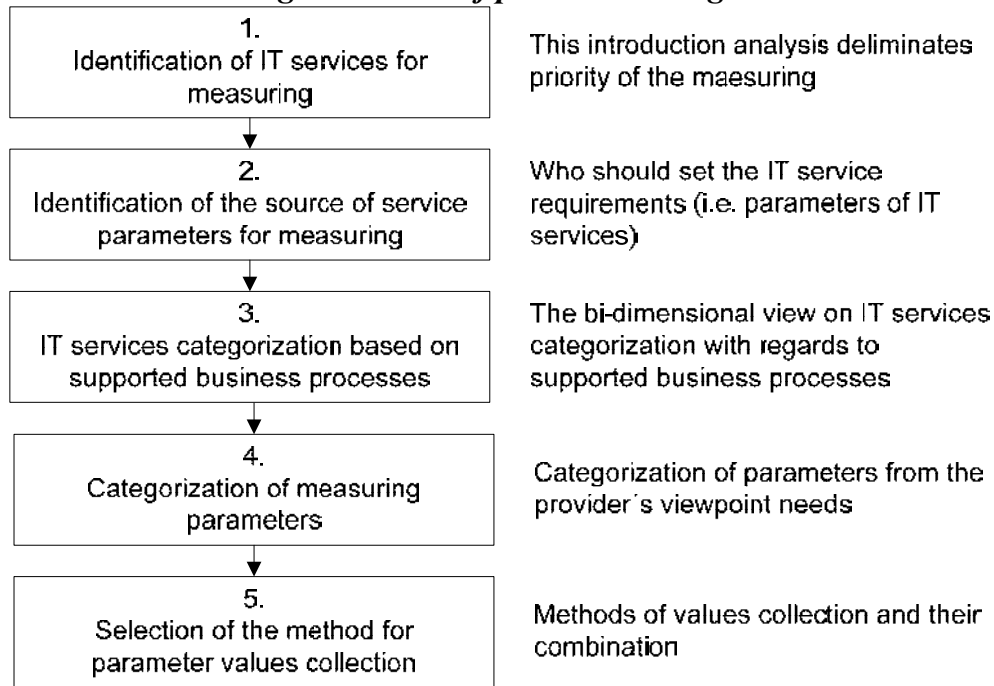 1.
Identification of IT services for
measuring
This introduction analysis deliminates
priority of the maesuring
2.
Identification of the source of service
parameters for measuring
Who should set the IT service
requirements (i.e. parameters of IT
services)
3.
IT services categorization based on
supported business processes
The bi-dimensional view on IT services
categorization with regards to
supported business processes
4.
Categorization of measuring
parameters
Categorization of parameters from the
provider´s viewpoint needs
5.
Selection of the method for
parameter values collection
Methods of values collection and their
combination